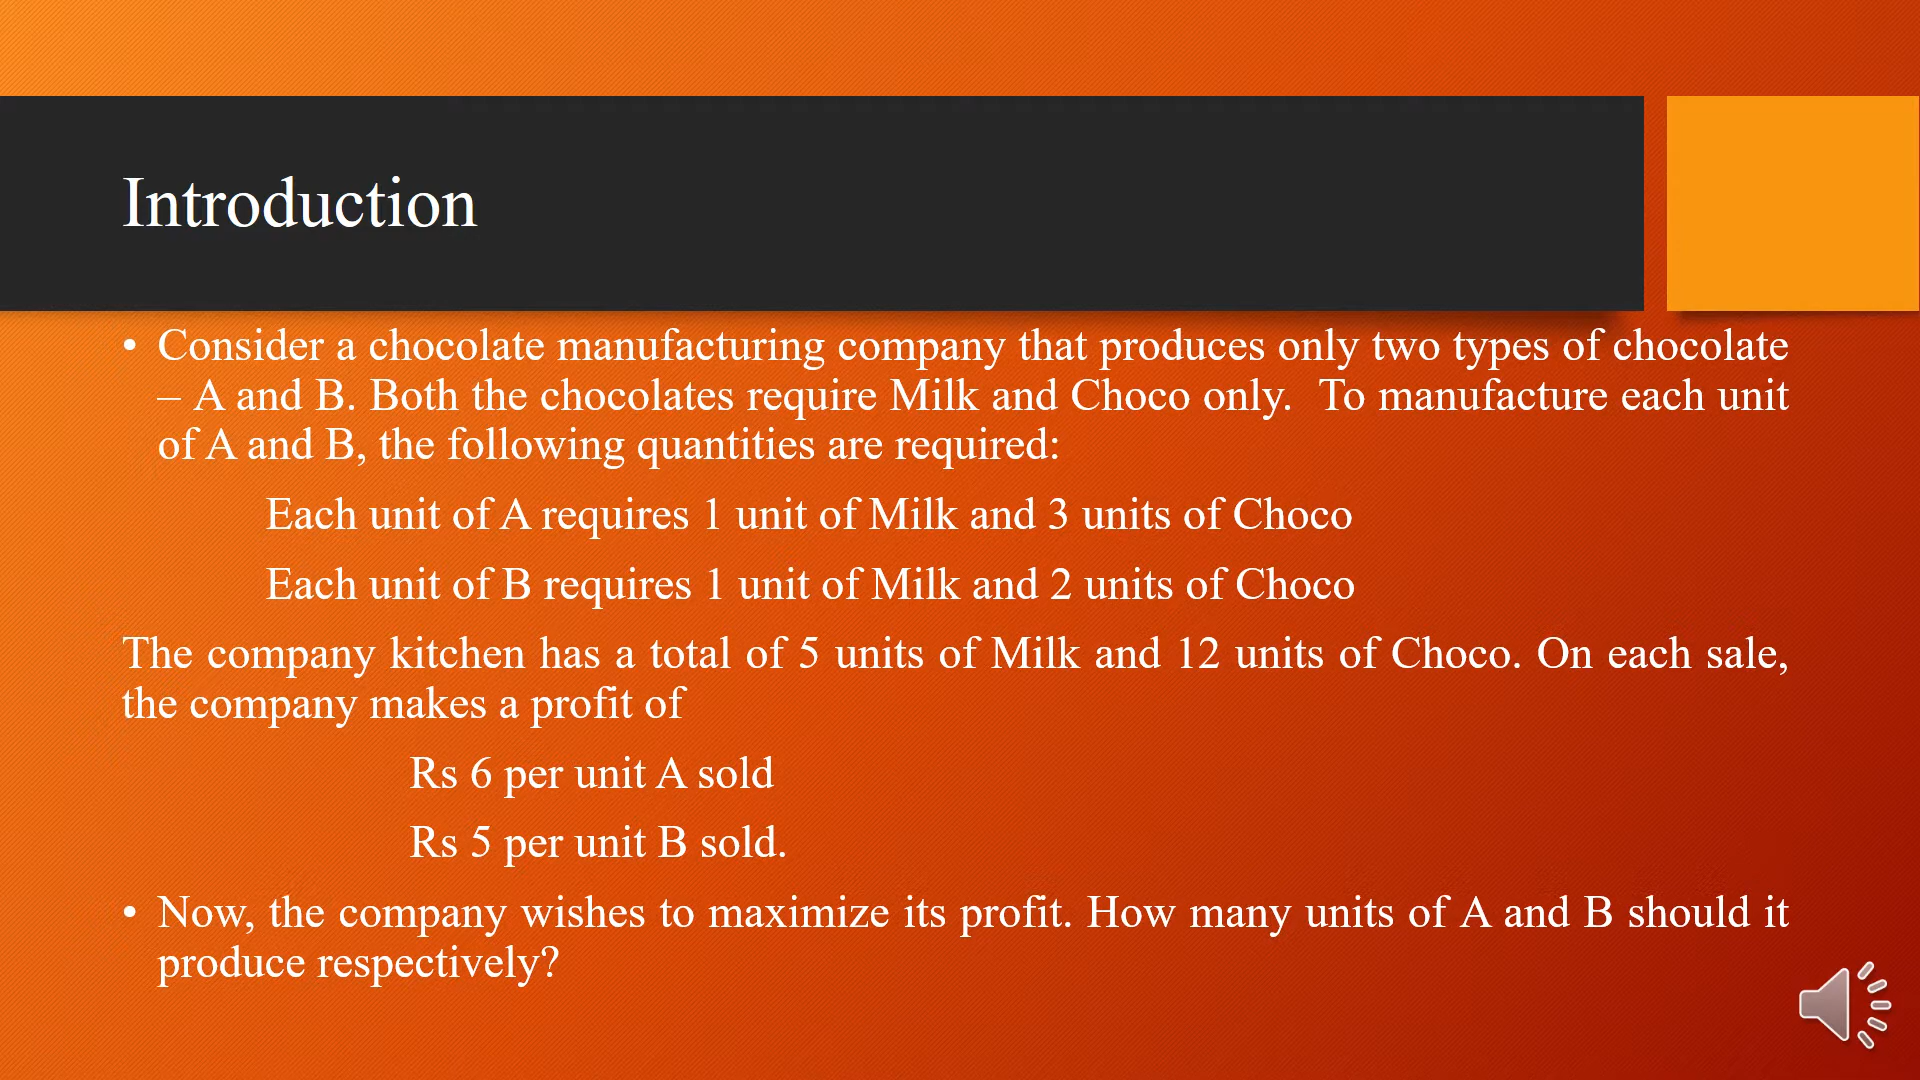 Introduction
• Consider a chocolate manufacturing company that produces only two types of chocolate
– A and B. Both the chocolates require Milk and Choco only.  To manufacture each unit
of A and B, the following quantities are required:
Each unit of A requires 1 unit of Milk and 3 units of Choco
Each unit of B requires 1 unit of Milk and 2 units of Choco
The company kitchen has a total of 5 units of Milk and 12 units of Choco. On each sale,
the company makes a profit of
Rs 6 per unit A sold
Rs 5 per unit B sold.
• Now, the company wishes to maximize its profit. How many units of A and B should it
produce respectively?